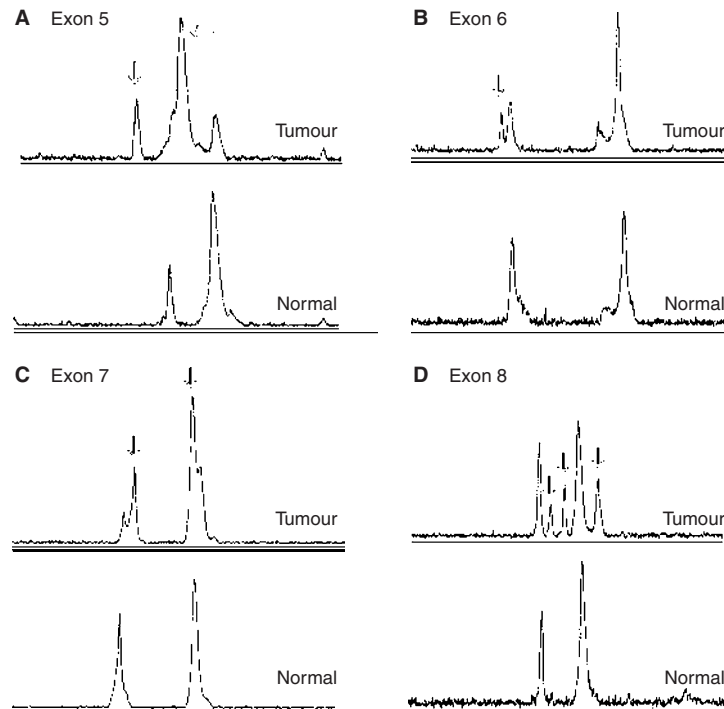 A Exon 5
Tumour
Normal
B Exon 6
Tumour
Normal
C Exon 7
Tumour
Normal
D Exon 8
Tumour
Normal